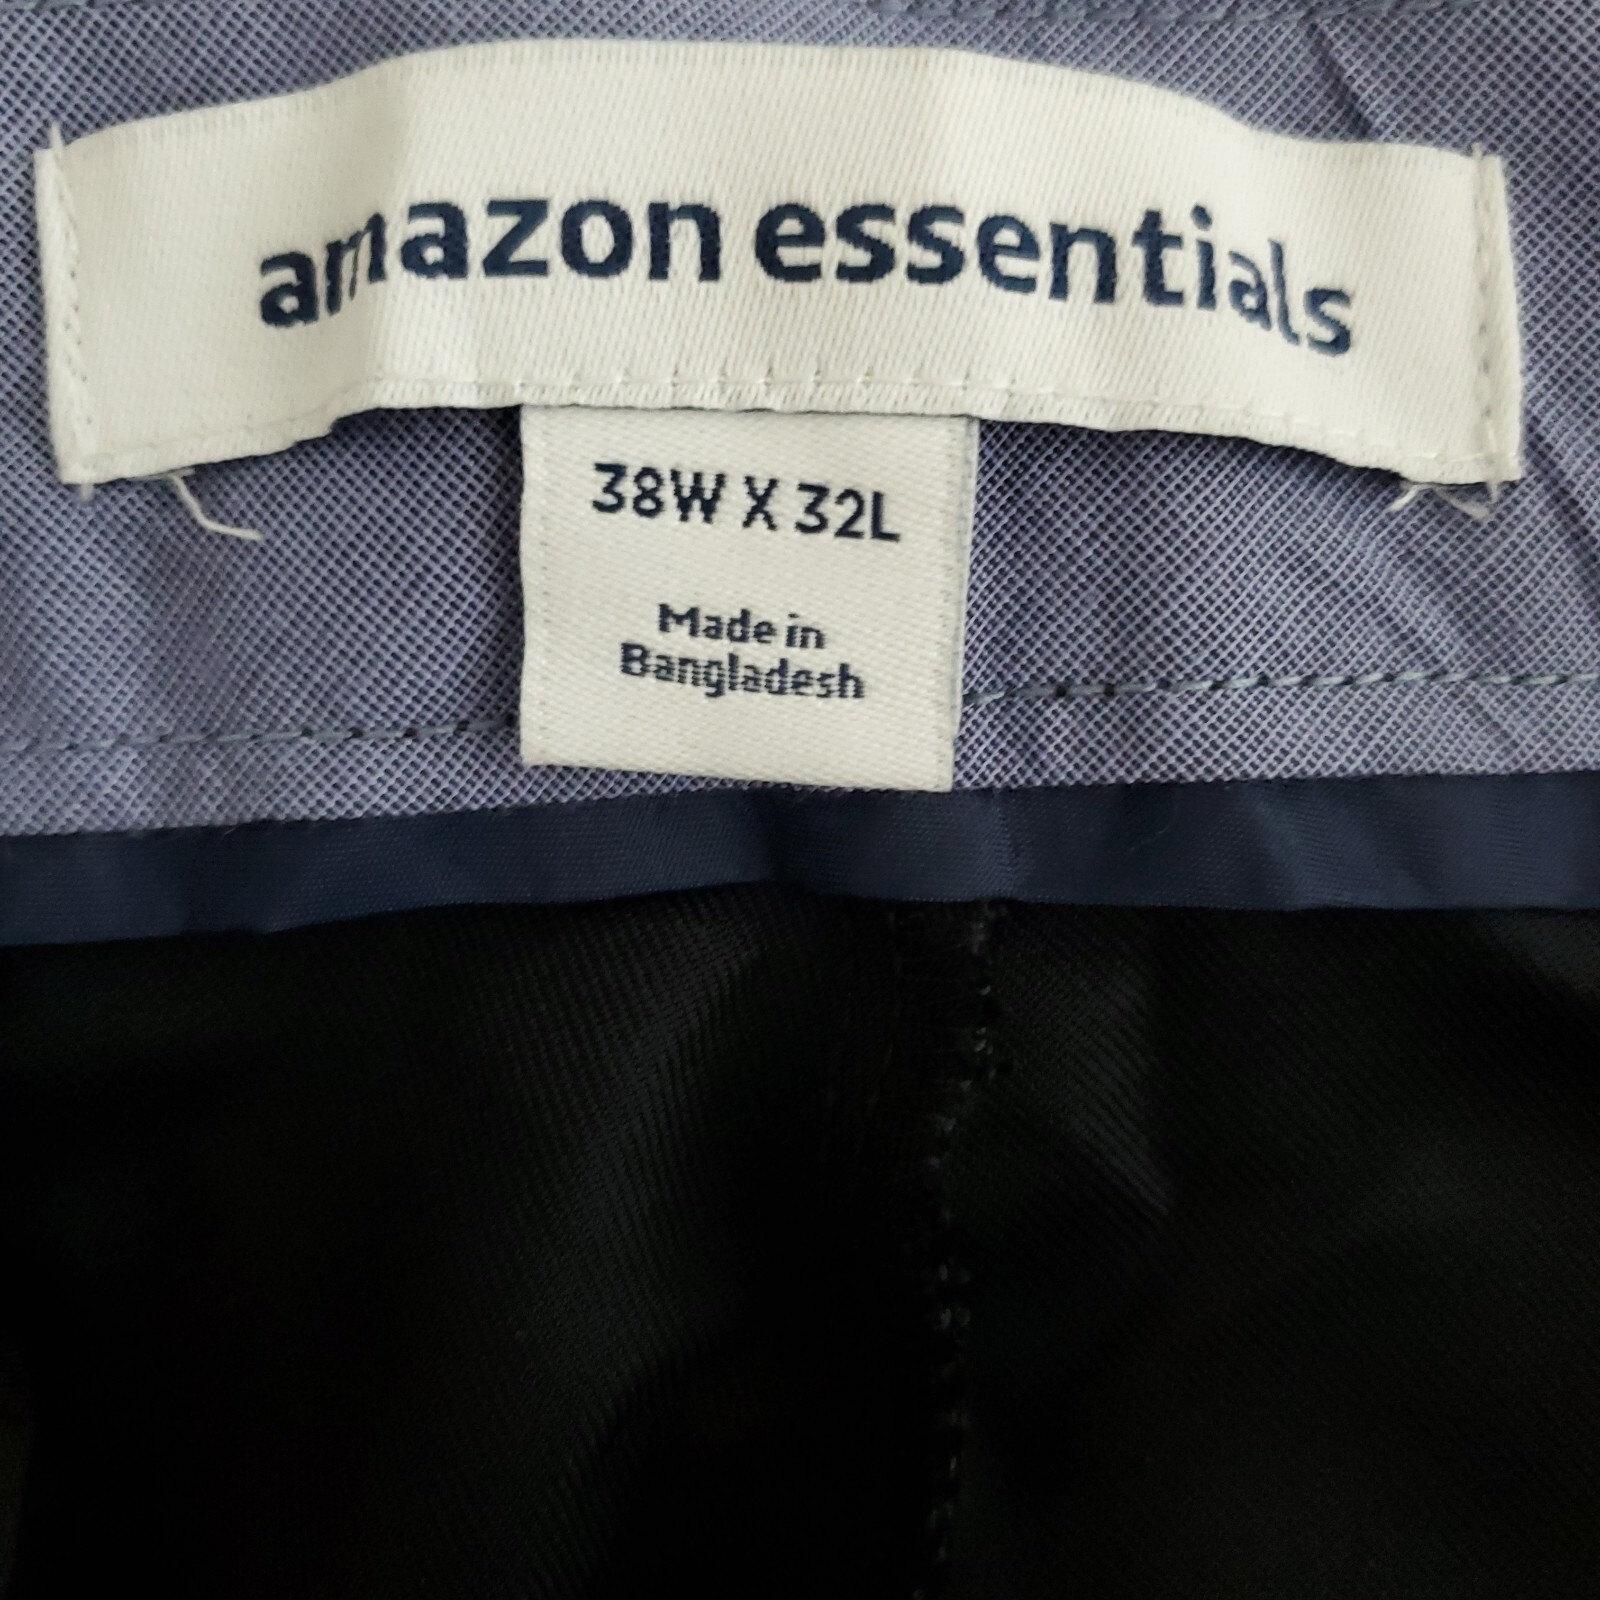 amazon essentials
38W X 32L
Made in
Bangladesh